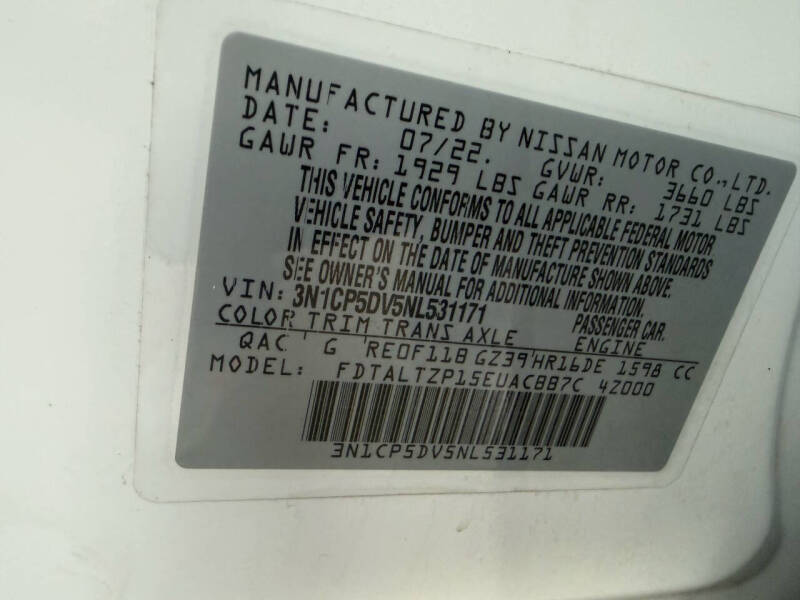 MANUFACTURED BY NISSAN MOTOR CO., LTD.
DATE: 07/22. GVWR: 3660 LBS
GAWR FR: 1929 LBS GAWR RR: 1731 LBS
THIS VEHICLE CONFORMS TO ALL APPLICABLE FEDERAL MOTOR
VEHICLE SAFETY, BUMPER AND THEFT PREVENTION STANDARDS
IN EFFECT ON THE DATE OF MANUFACTURE SHOWN ABOVE.
SEE OWNER'S MANUAL FOR ADDITIONAL INFORMATION.
VIN: 3N1CP5DV5NL531171 PASSENGER CAR.
COLOR TRIM TRANS AXLE ENGINE
QAC G RE0F11B GZ39 HR16DE 1598 CC
MODEL: FDTALTZP15EUACBB7C 42000
3N1CP5DV5NL531171